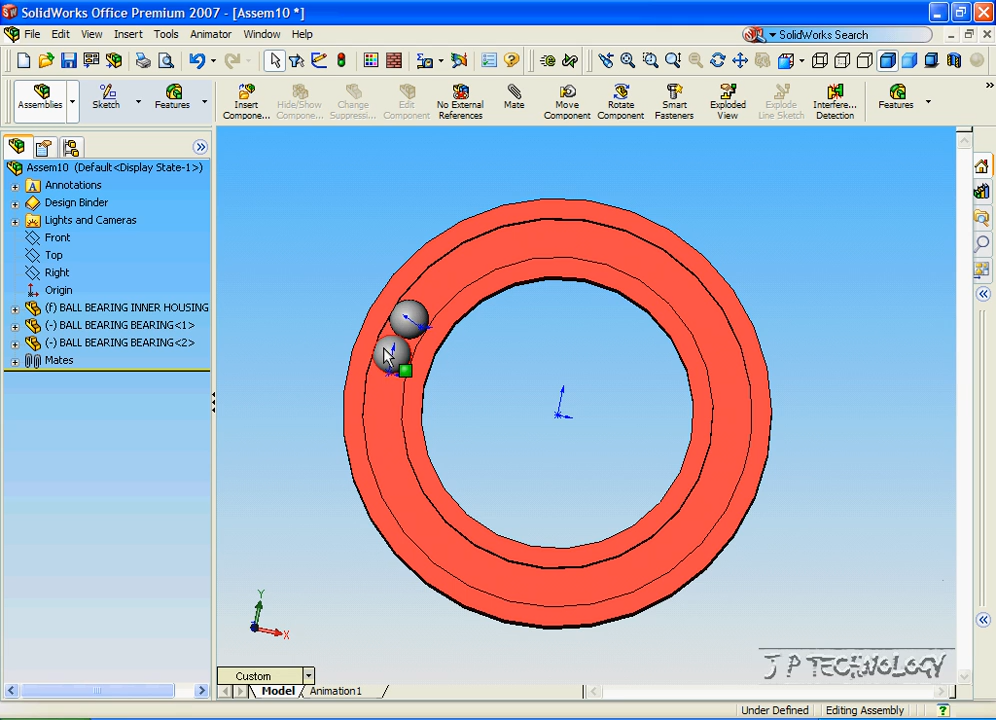 SolidWorks Office Premium 2007 - [Assem10 *]
File Edit View Insert Tools Animator Window Help SolidWorks Search
Assemblies Sketch Features Insert Compone... Hide/Show Compone... Change Suppressi... Edit Component No External References Mate Move Component Rotate Component Smart Fasteners Exploded View Explode Line Sketch Interfere... Detection Features
Assem10 (Default<Display State-1>)
Annotations
Design Binder
Lights and Cameras
Front
Top
Right
Origin
(f) BALL BEARING INNER HOUSING
(-) BALL BEARING BEARING<1>
(-) BALL BEARING BEARING<2>
Mates
Y
X
J P TECHNOLOGY
Custom
Model Animation1
Under Defined Editing Assembly